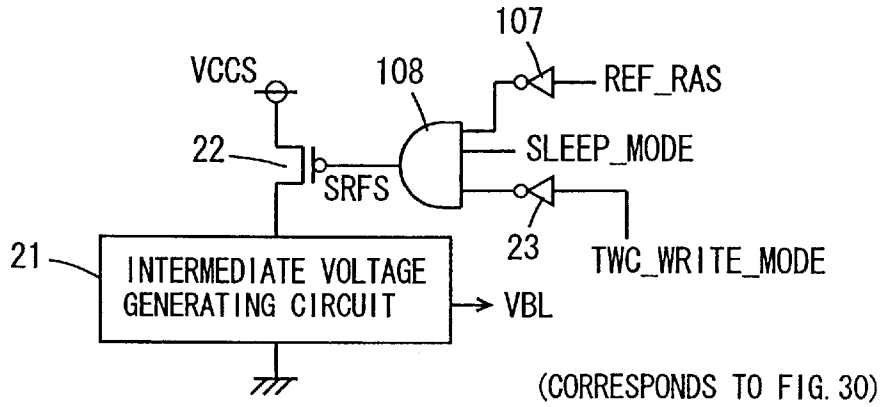 107
VCCS
108
REF_RAS
22
SLEEP_MODE
SRFS
23
21
INTERMEDIATE VOLTAGE
GENERATING CIRCUIT
TWC_WRITE_MODE
VBL
(CORRESPONDS TO FIG. 30)